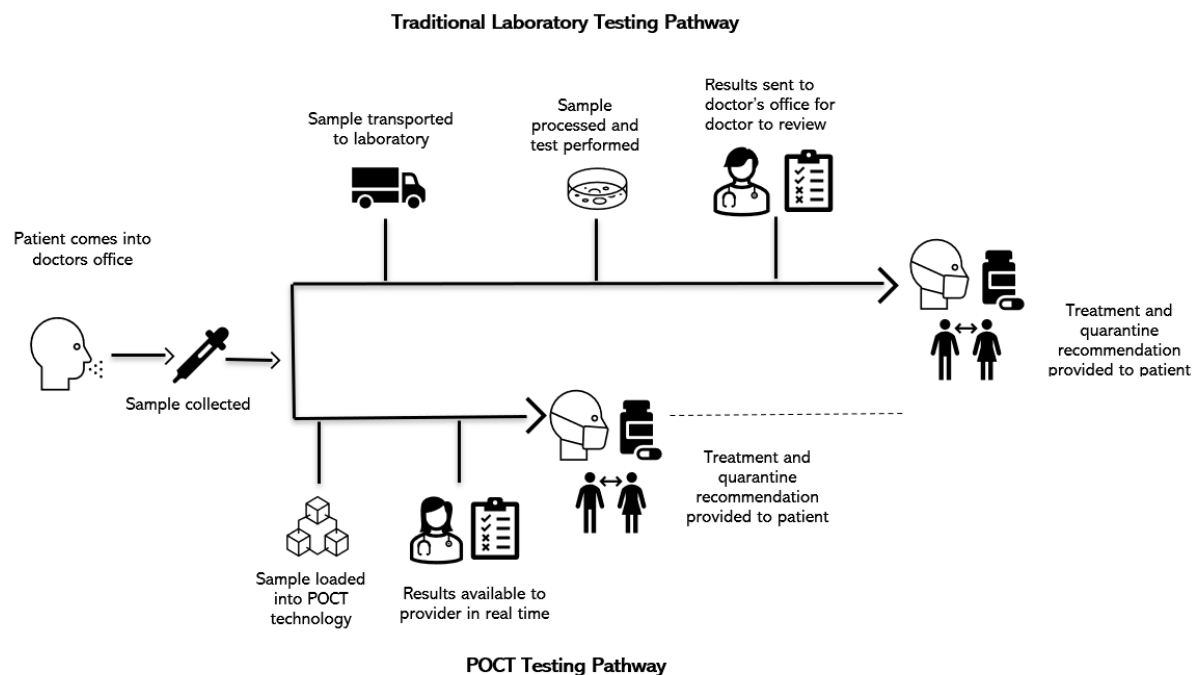 Traditional Laboratory Testing Pathway
Patient comes into
doctors office
Sample collected
Sample transported
to laboratory
Sample
processed and
test performed
Results sent to
doctor's office for
doctor to review
Treatment and
quarantine
recommendation
provided to patient
Sample loaded
into POCT
technology
Results available to
provider in real time
Treatment and
quarantine
recommendation
provided to patient
POCT Testing Pathway